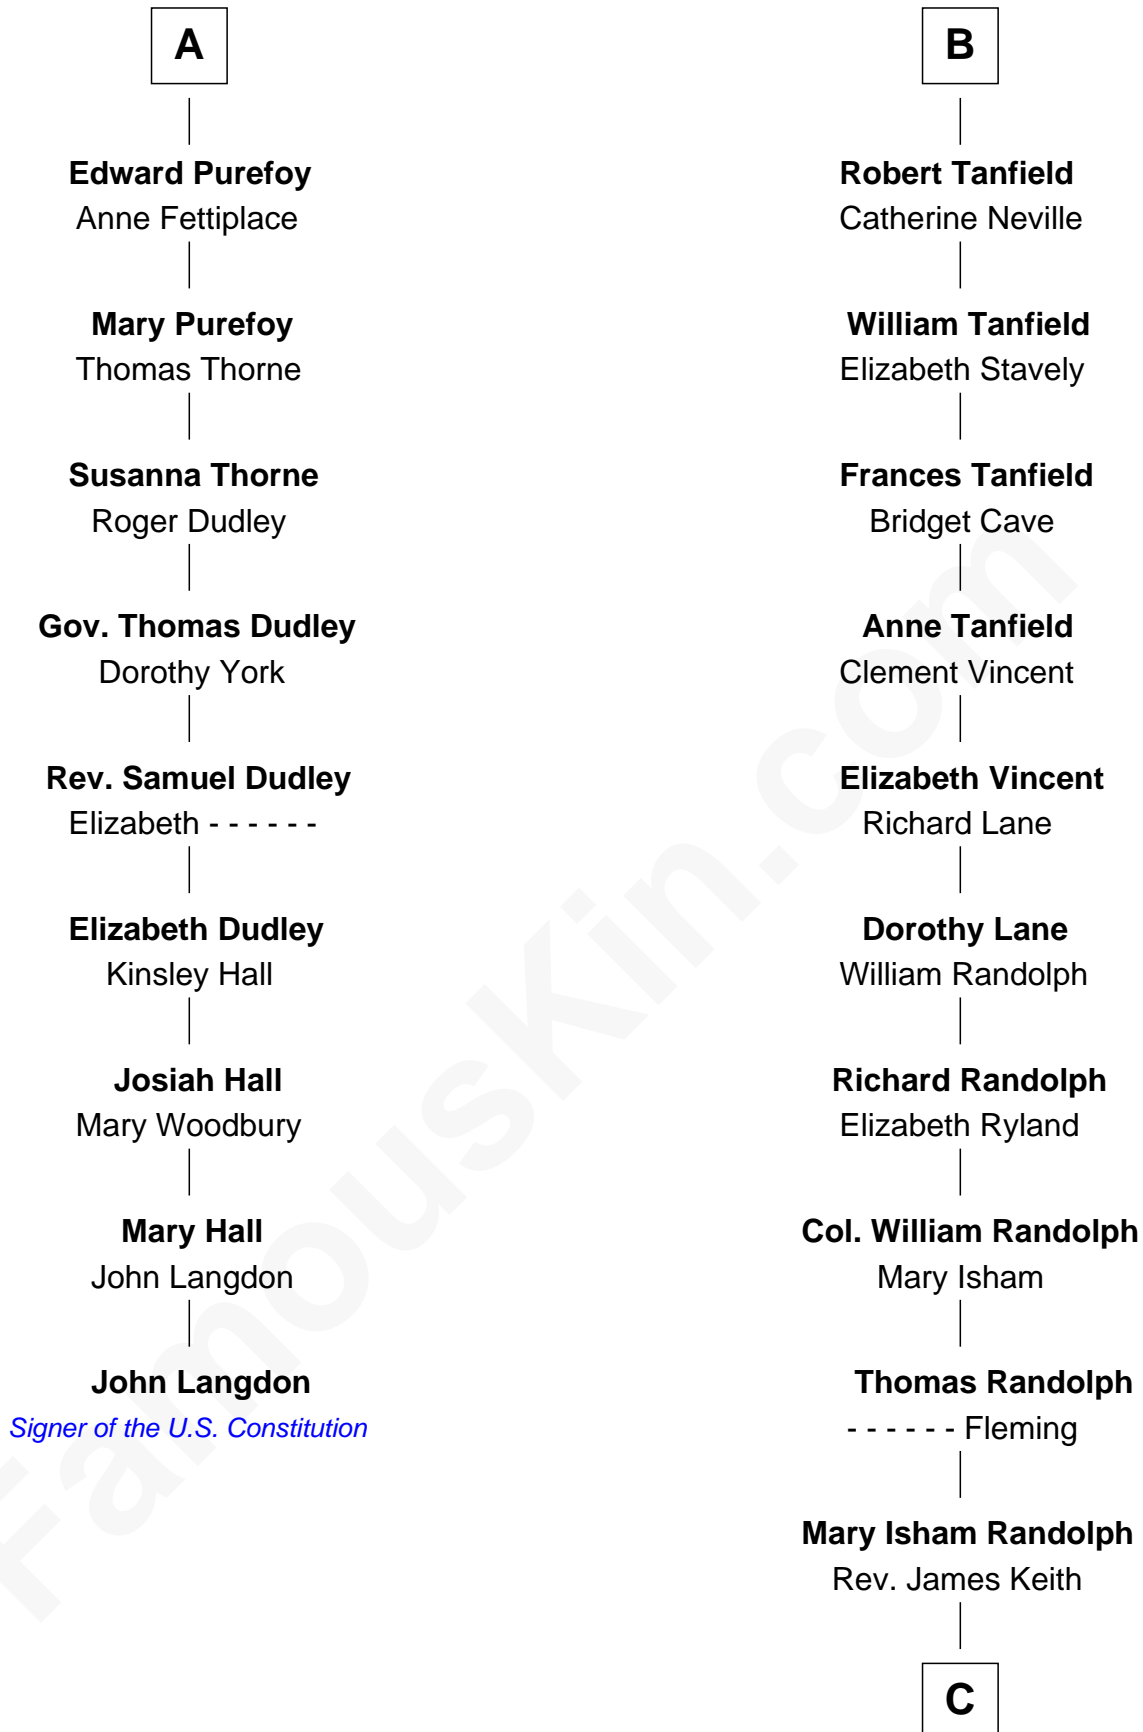 A
Edward Purefoy
Anne Fettiplace
Mary Purefoy
Thomas Thorne
Susanna Thorne
Roger Dudley
Gov. Thomas Dudley
Dorothy York
Rev. Samuel Dudley
Elizabeth - - - - - -
Elizabeth Dudley
Kinsley Hall
Josiah Hall
Mary Woodbury
Mary Hall
John Langdon
John Langdon
Signer of the U.S. Constitution
B
Robert Tanfield
Catherine Neville
William Tanfield
Elizabeth Stavely
Frances Tanfield
Bridget Cave
Anne Tanfield
Clement Vincent
Elizabeth Vincent
Richard Lane
Dorothy Lane
William Randolph
Richard Randolph
Elizabeth Ryland
Col. William Randolph
Mary Isham
Thomas Randolph
- - - - - - Fleming
Mary Isham Randolph
Rev. James Keith
C
FamousKin.com